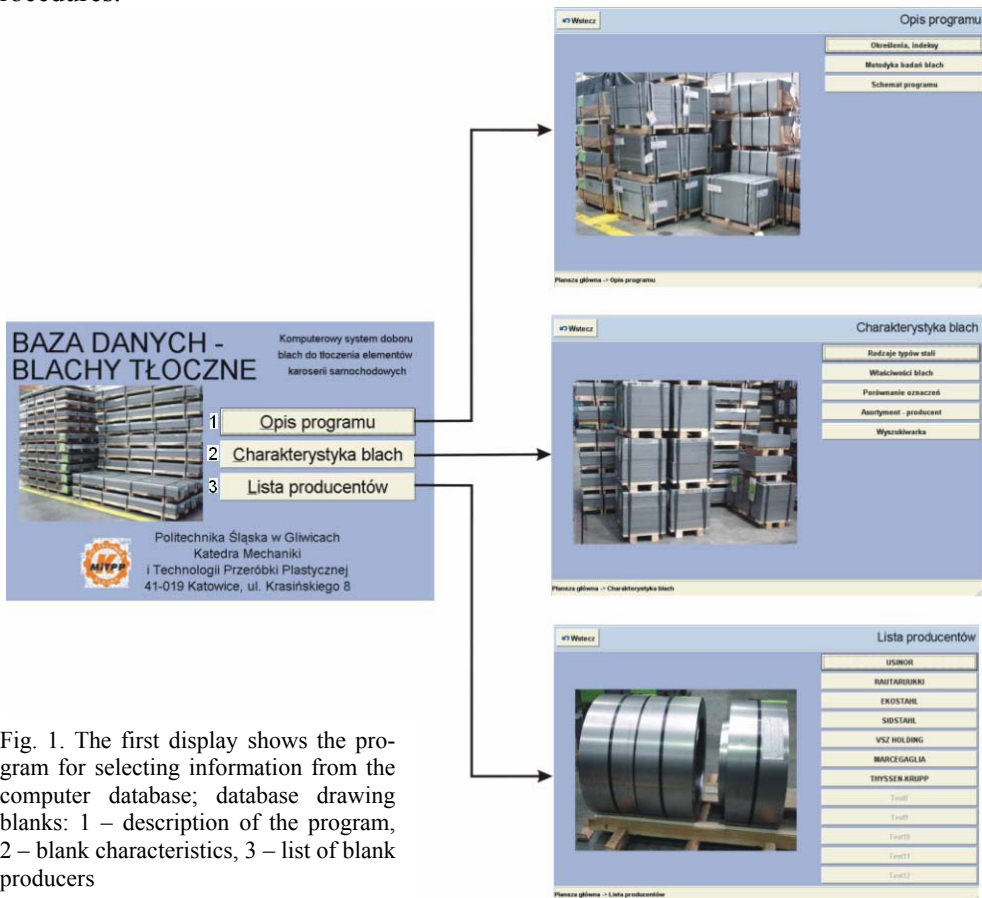 rocedures.
Wstecz
Opis programu
Określenia, indeksy
Metodyka badań blach
Schemat programu
Plansza główna -> Opis programu
BAZA DANYCH -
BLACHY TŁOCZNE
Komputerowy system doboru
blach do tłoczenia elementów
karoserii samochodowych
1 Opis programu
2 Charakterystyka blach
3 Lista producentów
MiTPP
Politechnika Śląska w Gliwicach
Katedra Mechaniki
i Technologii Przeróbki Plastycznej
41-019 Katowice, ul. Krasińskiego 8
Wstecz
Charakterystyka blach
Rodzaje typów stali
Właściwości blach
Porównanie oznaczeń
Asortyment - producent
Wyszukiwarka
Plansza główna -> Charakterystyka blach
Wstecz
Lista producentów
USINOR
RAUTARUUKKI
EKOSTAHL
SIDSTAHL
VSZ HOLDING
MARCEGAGLIA
THYSSEN-KRUPP
Test8
Test9
Test10
Test11
Test12
Plansza główna -> Lista producentów
Fig. 1. The first display shows the pro-
gram for selecting information from the
computer database; database drawing
blanks: 1 – description of the program,
2 – blank characteristics, 3 – list of blank
producers